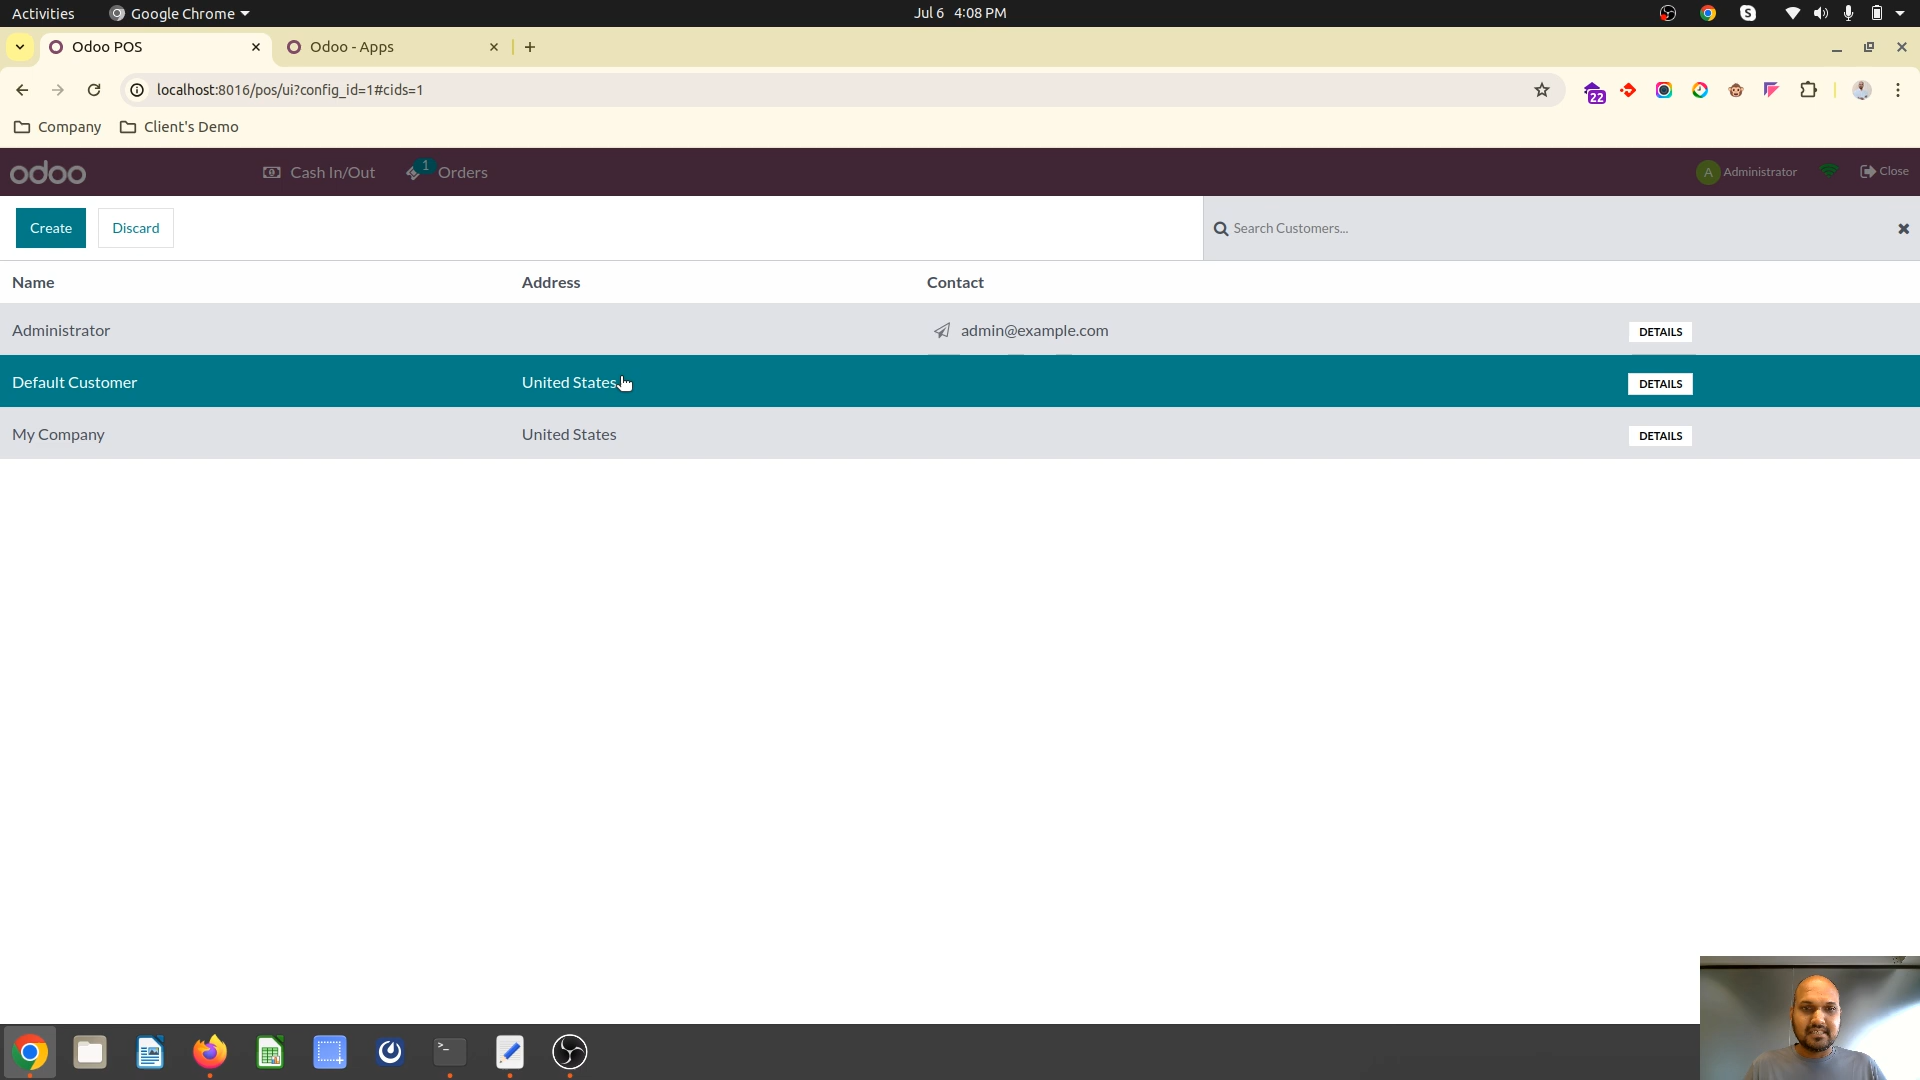 Activities Google Chrome Jul 6 4:08 PM S
Odoo POS Odoo - Apps
localhost:8016/pos/ui?config_id=1#cids=1 22
Company Client's Demo
odoo Cash In/Out 1 Orders A Administrator Close
Create Discard Search Customers...
Name Address Contact
Administrator admin@example.com DETAILS
Default Customer United States DETAILS
My Company United States DETAILS